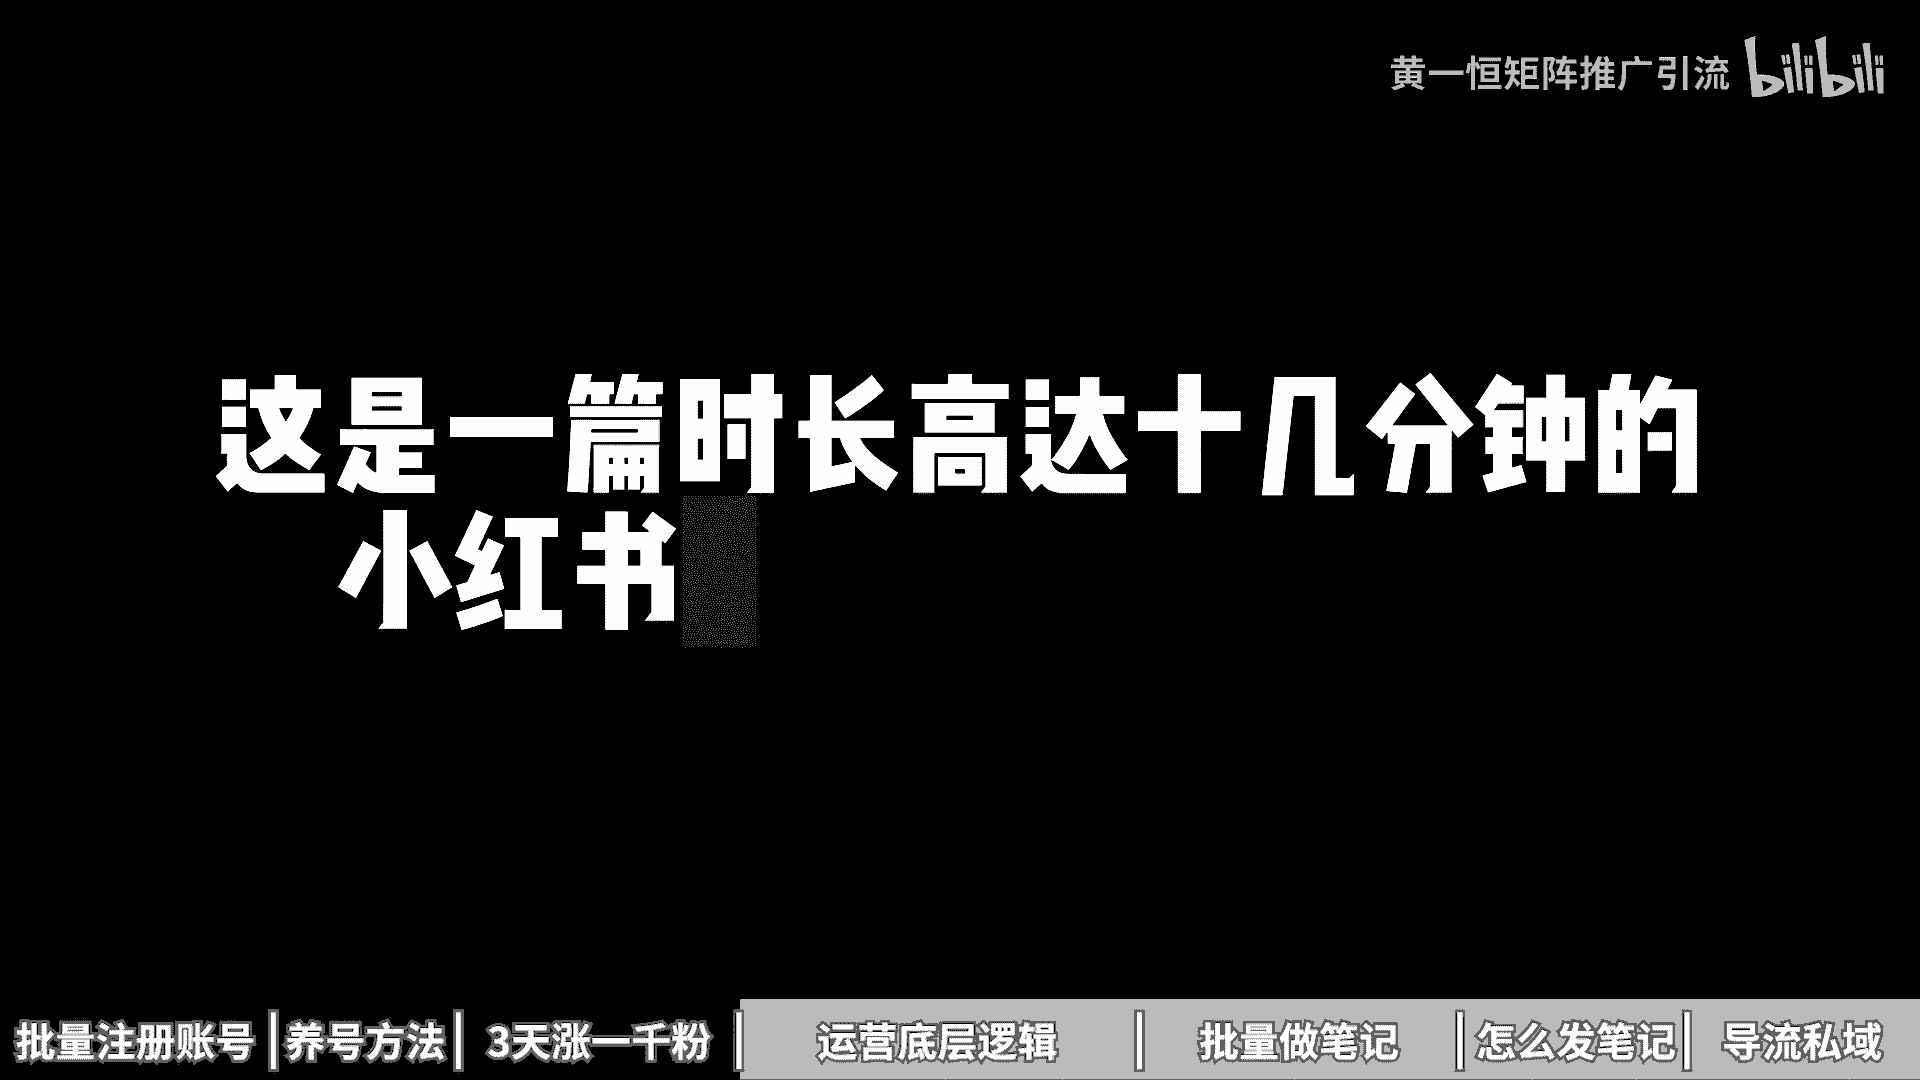 黄一恒矩阵推广引流 bilibili
这是一篇时长高达十几分钟的
小红书
批量注册账号 养号方法 3天涨一千粉 运营底层逻辑 批量做笔记 怎么发笔记 导流私域